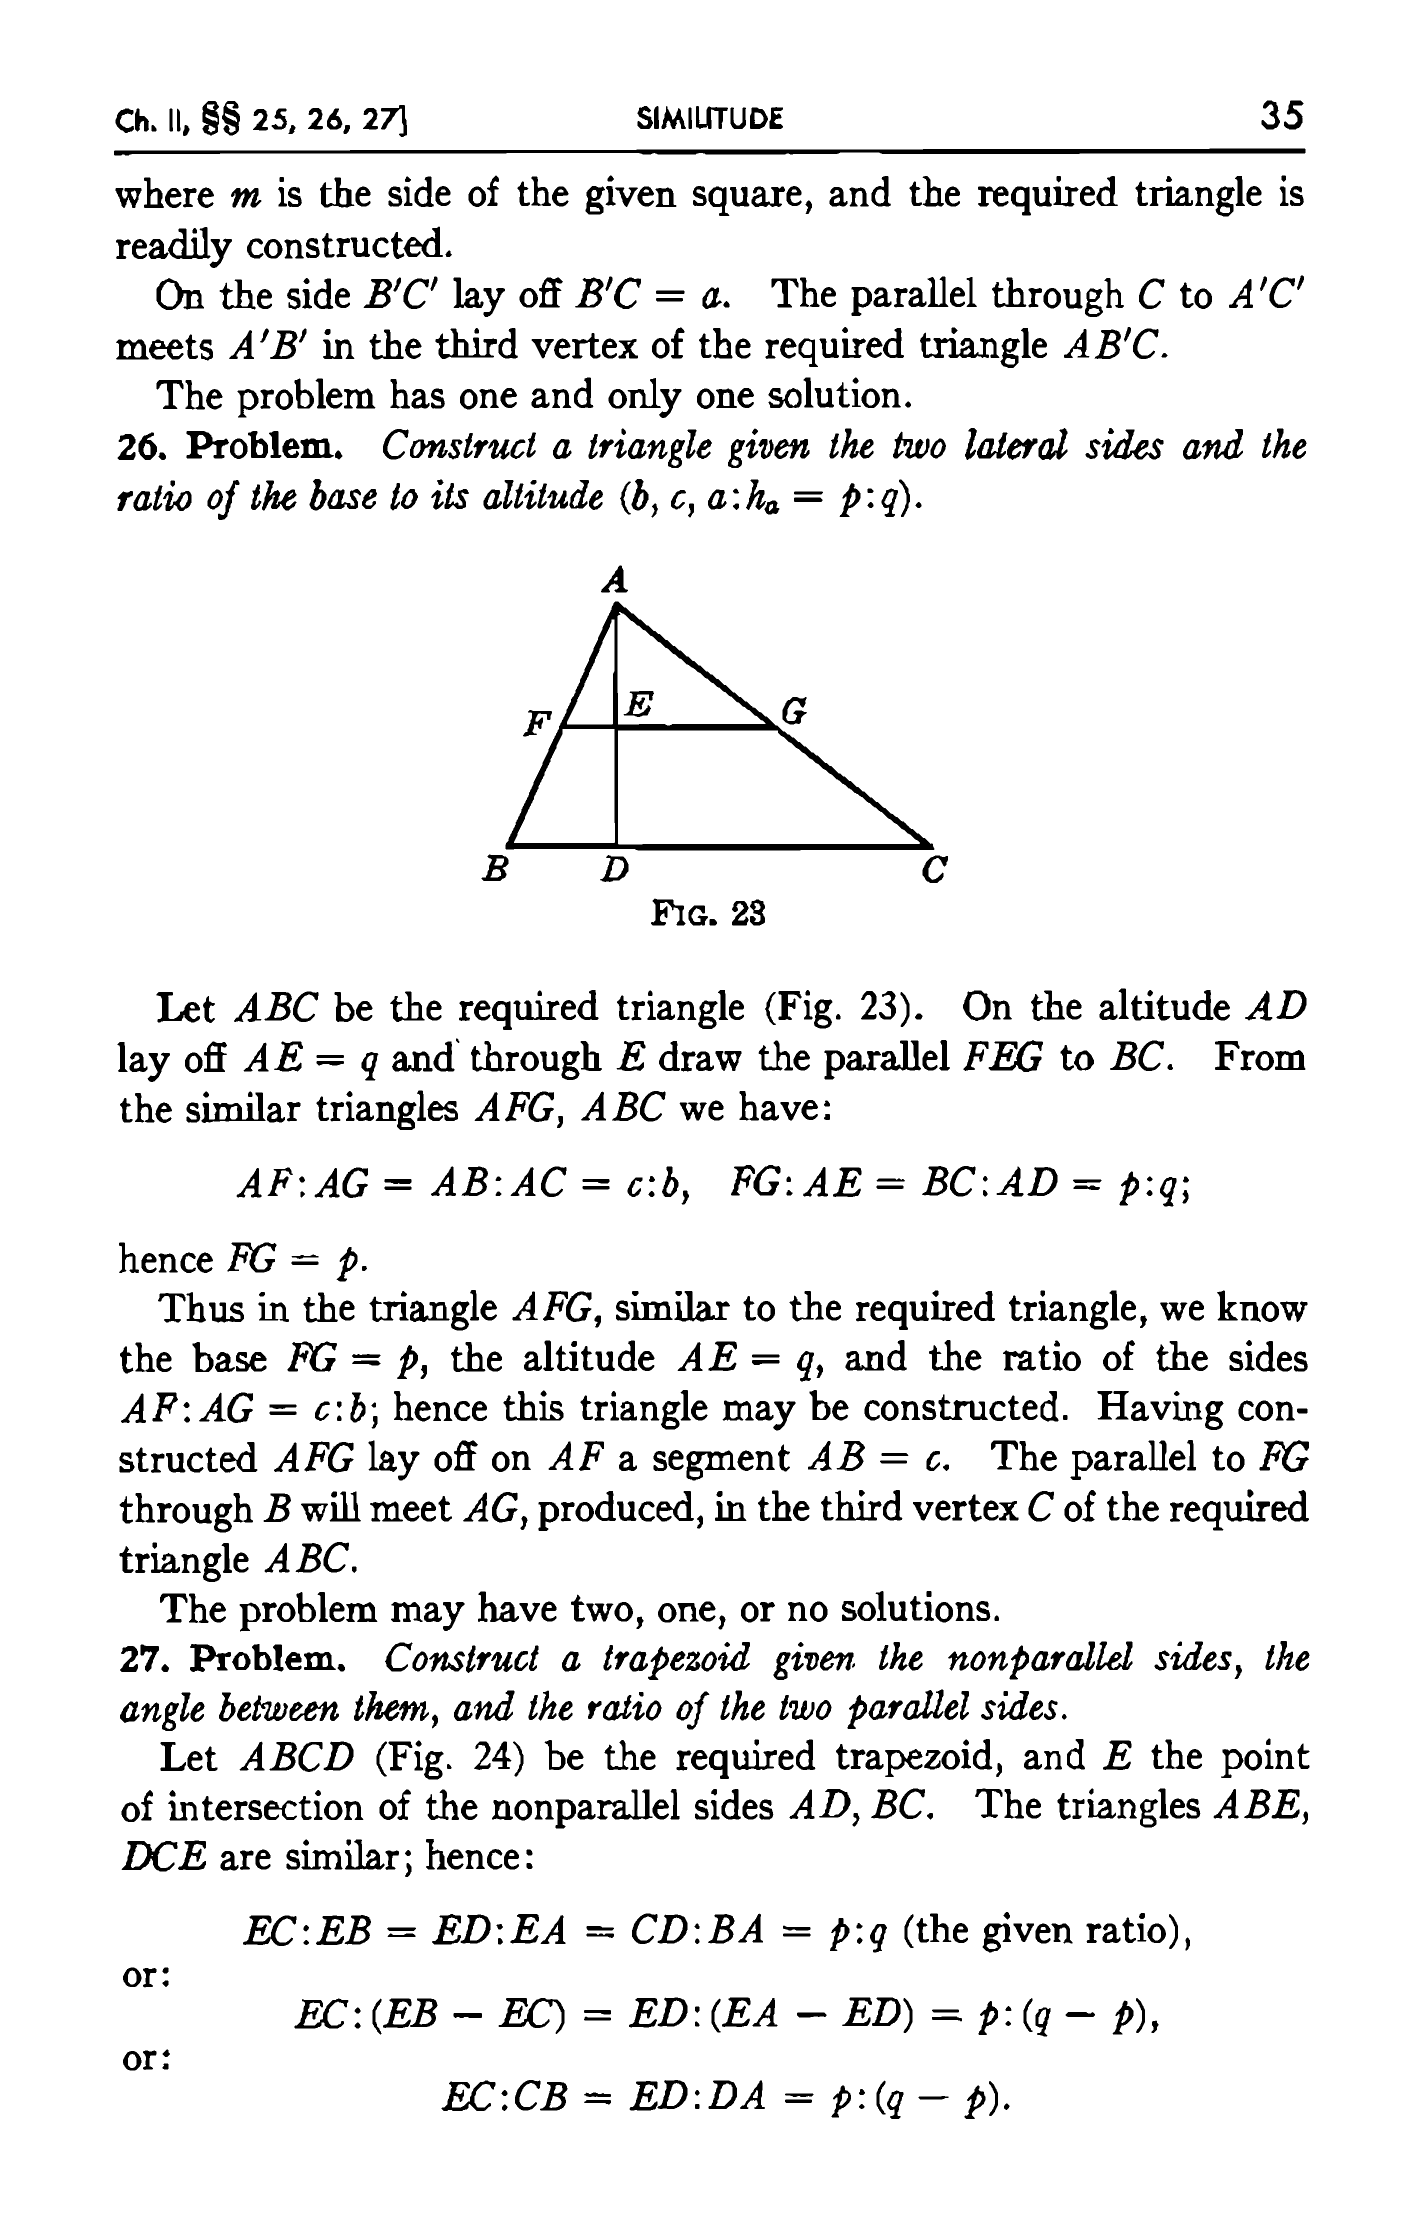 Ch. II, §§ 25, 26, 27] SIMILITUDE 35
where m is the side of the given square, and the required triangle is
readily constructed.
On the side B'C' lay off B'C = a. The parallel through C to A'C'
meets A'B' in the third vertex of the required triangle AB'C.
The problem has one and only one solution.
26. Problem. Construct a triangle given the two lateral sides and the
ratio of the base to its altitude (b, c, a:hₐ = p:q).
A
F E G
B D C
FIG. 23
Let ABC be the required triangle (Fig. 23). On the altitude AD
lay off AE = q and through E draw the parallel FEG to BC. From
the similar triangles AFG, ABC we have:
AF:AG = AB:AC = c:b, FG:AE = BC:AD = p:q;
hence FG = p.
Thus in the triangle AFG, similar to the required triangle, we know
the base FG = p, the altitude AE = q, and the ratio of the sides
AF:AG = c:b; hence this triangle may be constructed. Having con-
structed AFG lay off on AF a segment AB = c. The parallel to FG
through B will meet AG, produced, in the third vertex C of the required
triangle ABC.
The problem may have two, one, or no solutions.
27. Problem. Construct a trapezoid given the nonparallel sides, the
angle between them, and the ratio of the two parallel sides.
Let ABCD (Fig. 24) be the required trapezoid, and E the point
of intersection of the nonparallel sides AD, BC. The triangles ABE,
DCE are similar; hence:
EC:EB = ED:EA = CD:BA = p:q (the given ratio),
or:
EC:(EB − EC) = ED:(EA − ED) = p:(q − p),
or:
EC:CB = ED:DA = p:(q − p).